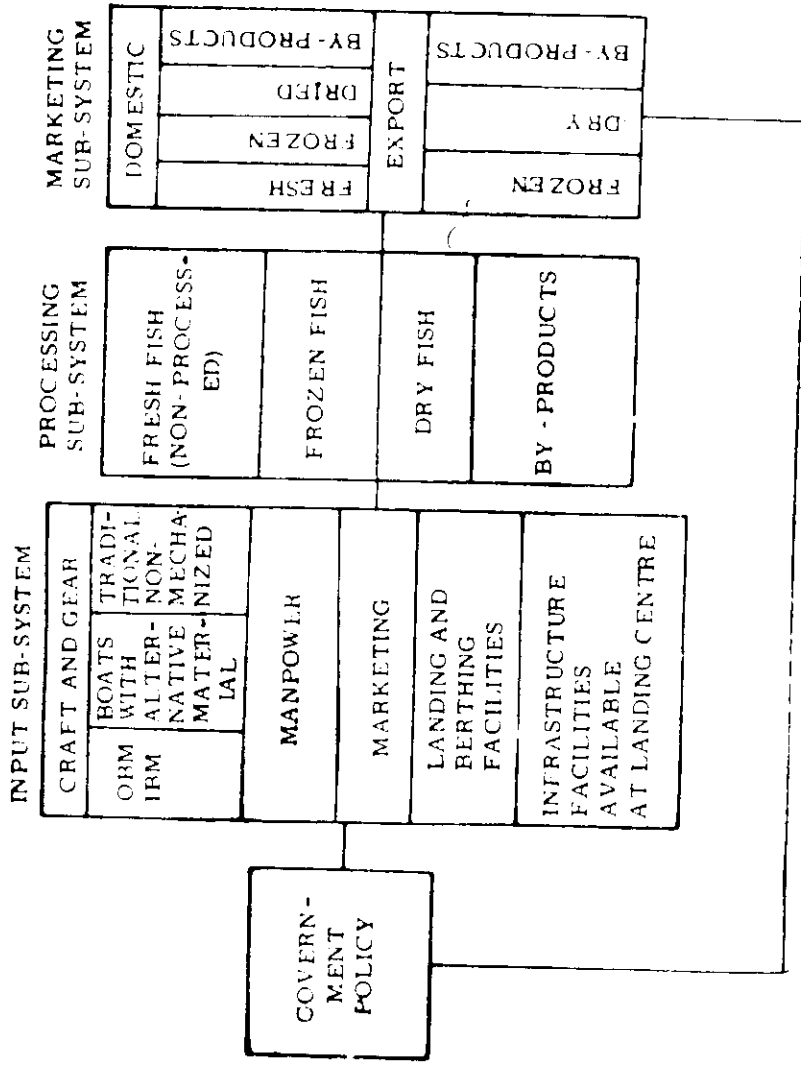 INPUT SUB-SYSTEM
CRAFT AND GEAR
OBM
IBM
BOATS
WITH
ALTER-
NATIVE
MATER-
IAL
TRADI-
TIONAL
NON-
MECHA-
NIZED
MANPOWER
MARKETING
LANDING AND
BERTHING
FACILITIES
INFRASTRUCTURE
FACILITIES
AVAILABLE
AT LANDING CENTRE
GOVERN-
MENT
POLICY
PROCESSING
SUB-SYSTEM
FRESH FISH
(NON-PROCESS-
ED)
FROZEN FISH
DRY FISH
BY-PRODUCTS
MARKETING
SUB-SYSTEM
DOMESTIC
FRESH
FROZEN
DRIED
BY-PRODUCTS
EXPORT
FROZEN
DRY
BY-PRODUCTS